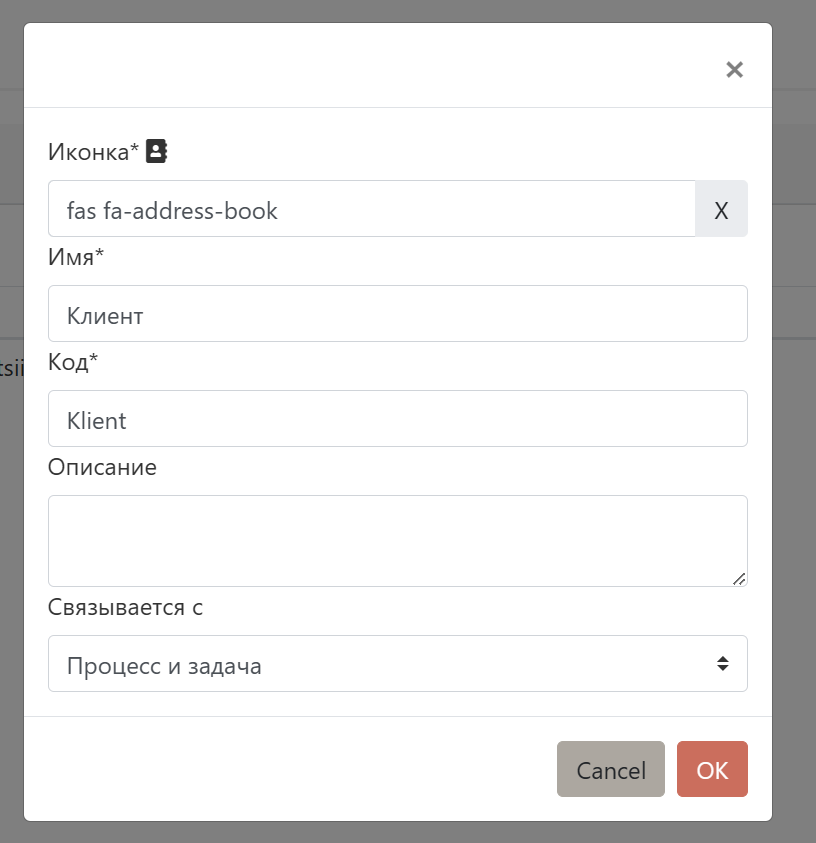 ×
Иконка*
fas fa-address-book X
Имя*
Клиент
Код*
Klient
Описание
Связывается с
Процесс и задача
Cancel OK